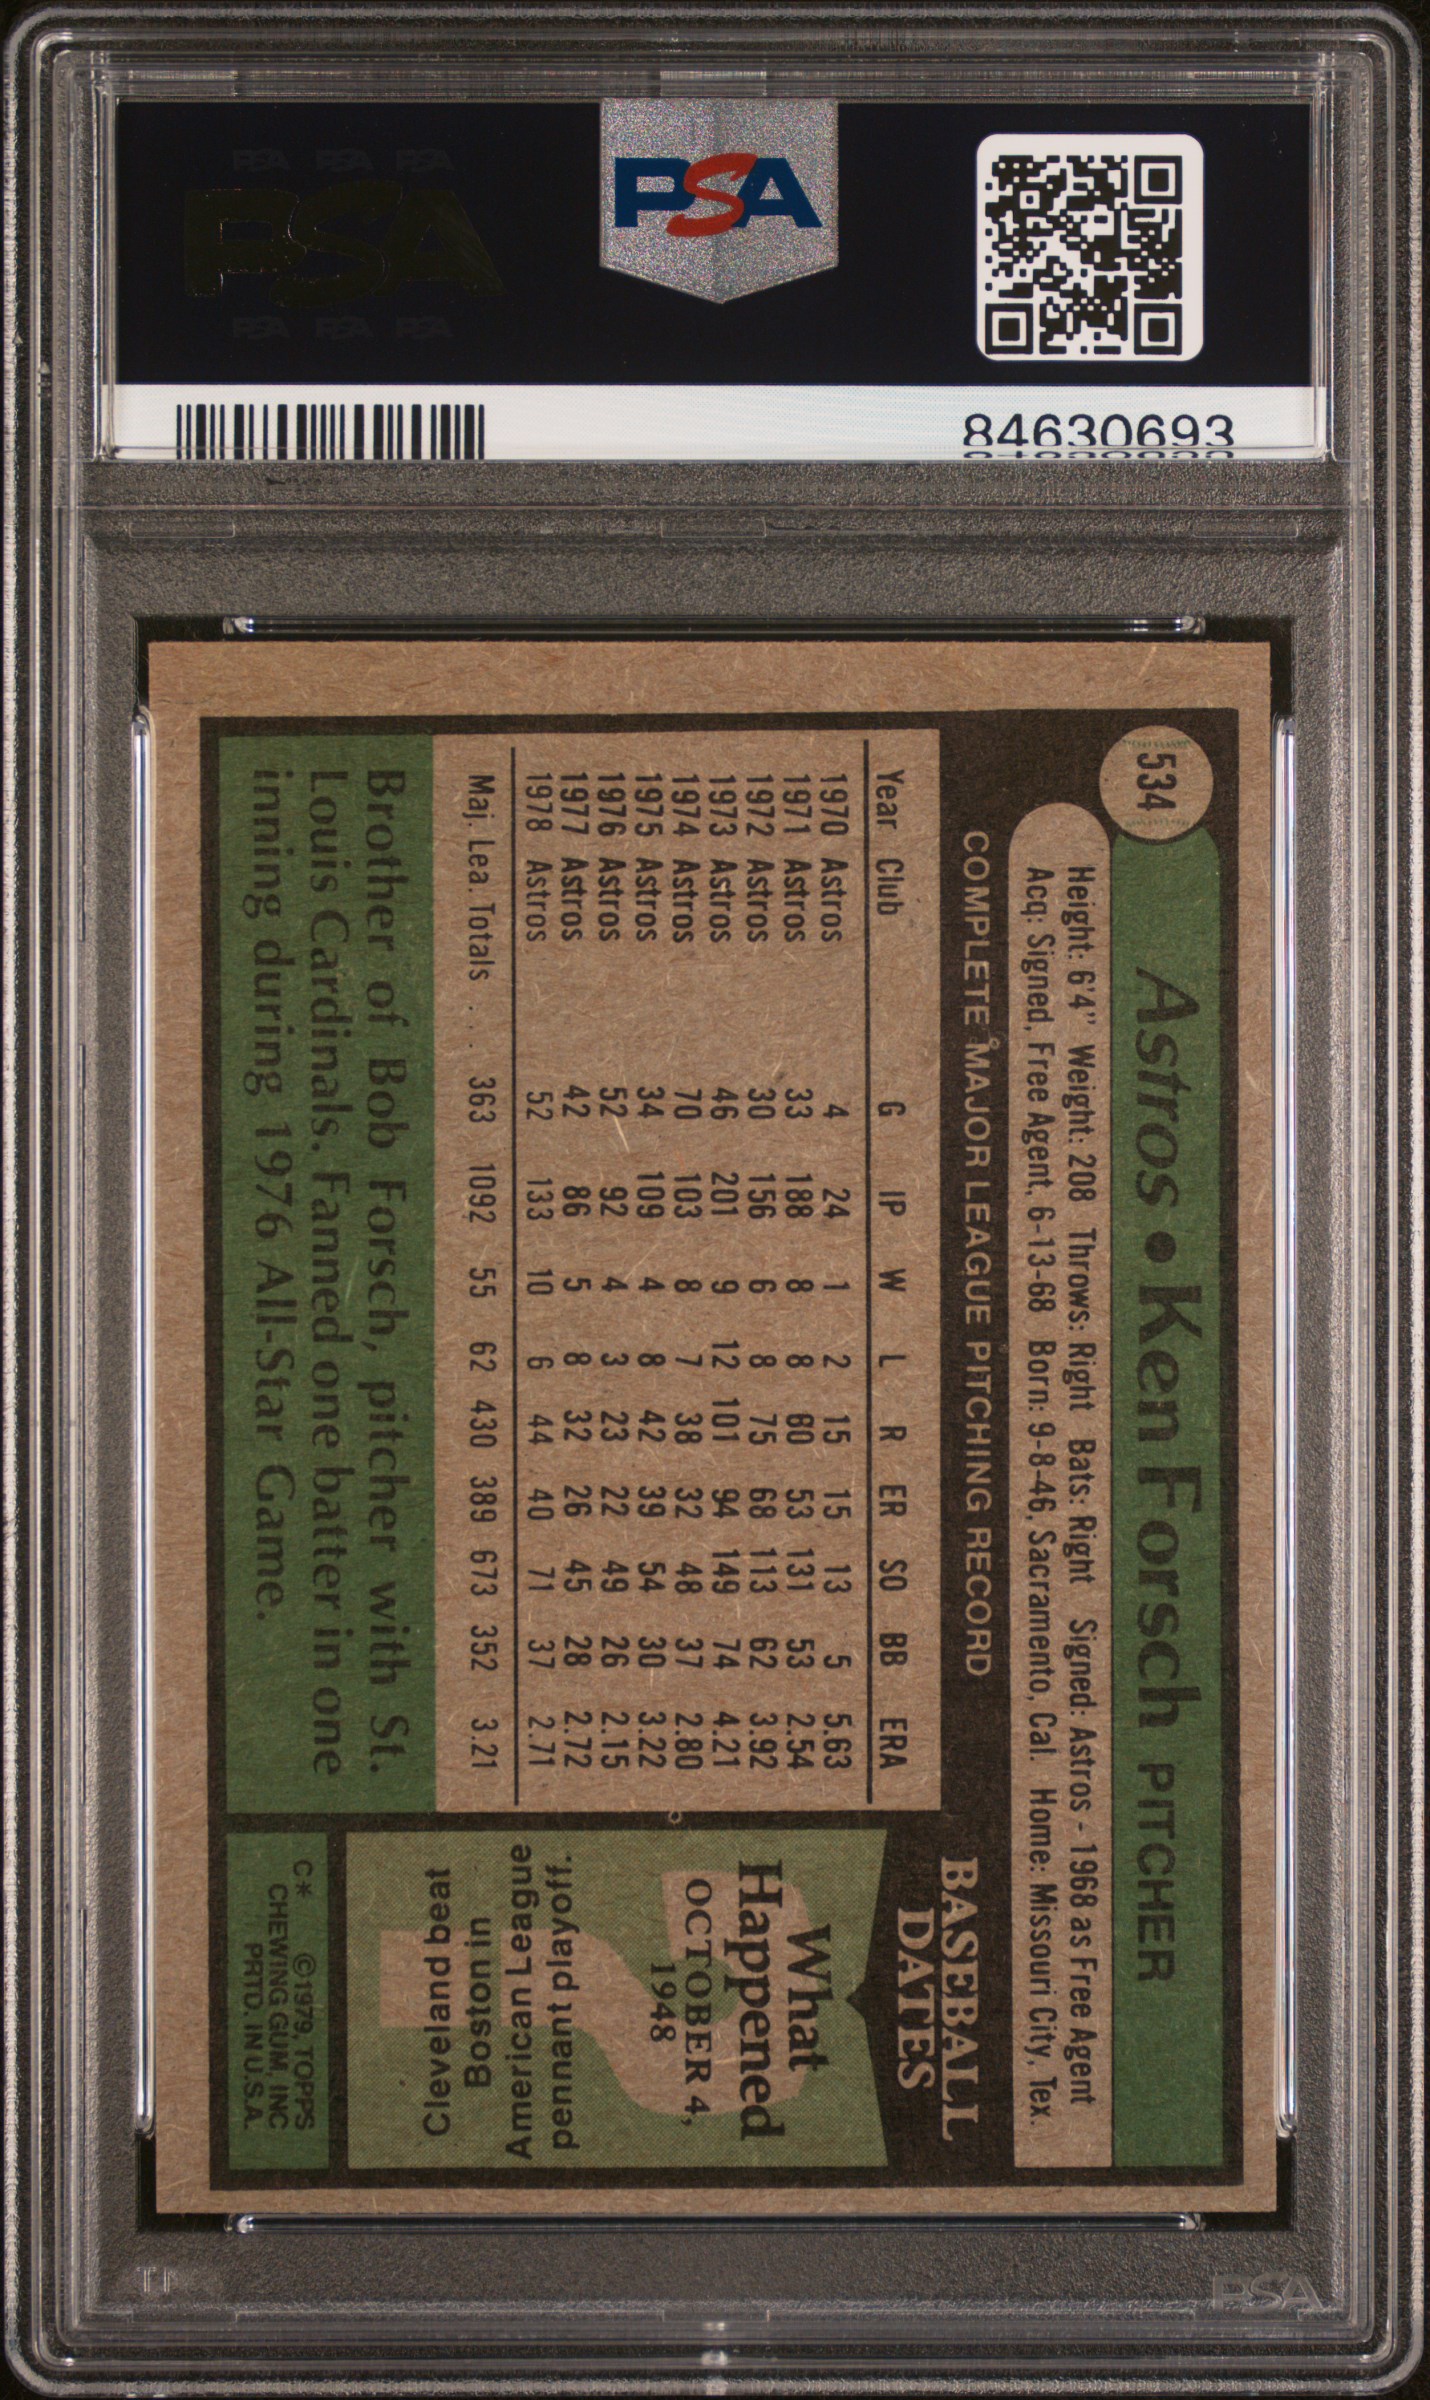 PSA PSA PSA
PSA
PSA PSA PSA
PSA
84630693
534
Astros • Ken Forsch PITCHER
Height: 6'4" Weight: 208 Throws: Right Bats: Right Signed: Astros - 1968 as Free Agent
Acq: Signed, Free Agent, 6-13-68 Born: 9-8-46, Sacramento, Cal. Home: Missouri City, Tex.
COMPLETE MAJOR LEAGUE PITCHING RECORD
Year Club G IP W L R ER SO BB ERA
1970 Astros 4 24 1 2 15 15 13 5 5.63
1971 Astros 33 188 8 8 60 53 131 53 2.54
1972 Astros 30 156 6 8 75 68 113 62 3.92
1973 Astros 46 201 9 12 101 94 149 74 4.21
1974 Astros 70 103 8 7 38 32 48 37 2.80
1975 Astros 34 109 4 8 42 39 54 30 3.22
1976 Astros 52 92 4 3 23 22 49 26 2.15
1977 Astros 42 86 5 8 32 26 45 28 2.72
1978 Astros 52 133 10 6 44 40 71 37 2.71
Maj. Lea. Totals . . . 363 1092 55 62 430 389 673 352 3.21
Brother of Bob Forsch, pitcher with St.
Louis Cardinals. Fanned one batter in one
inning during 1976 All-Star Game.
BASEBALL
DATES
What
Happened
OCTOBER 4,
1948
pennant playoff.
American League
Boston in
Cleveland beat
C* ©1979, TOPPS
CHEWING GUM, INC
PRTD. IN U.S.A.
PSA